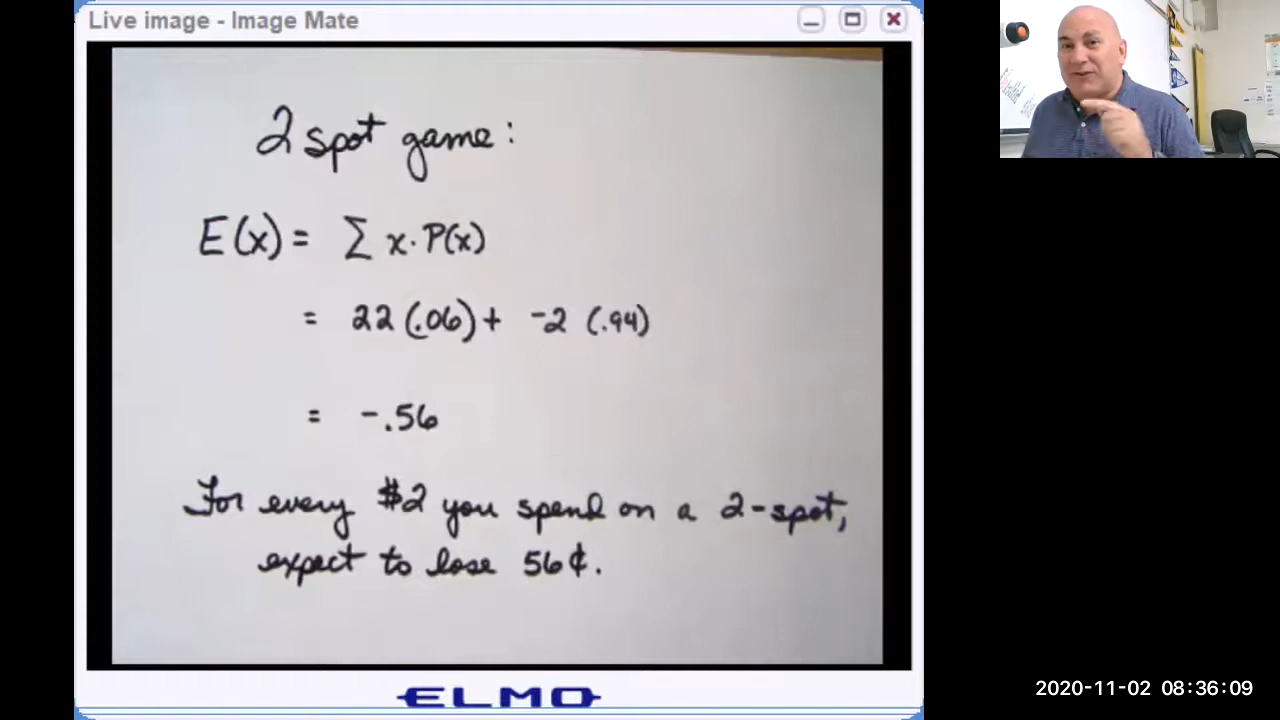 Live image - Image Mate
2 spot game:
E(x) = ∑ x·P(x)
= 22 (.06) + -2 (.94)
= -.56
For every $2 you spend on a 2-spot,
expect to lose 56¢.
ELMO
2020-11-02 08:36:09